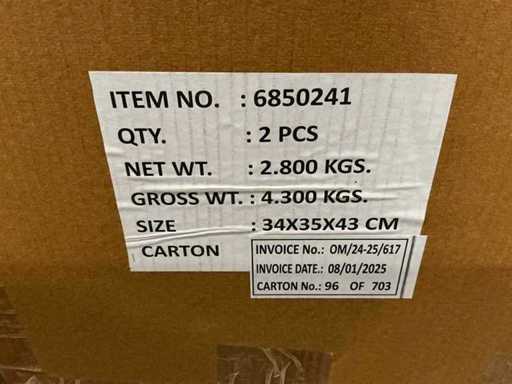 ITEM NO. : 6850241
QTY. : 2 PCS
NET WT. : 2.800 KGS.
GROSS WT. : 4.300 KGS.
SIZE : 34X35X43 CM
CARTON
INVOICE No.: OM/24-25/617
INVOICE DATE.: 08/01/2025
CARTON No.: 96 OF 703